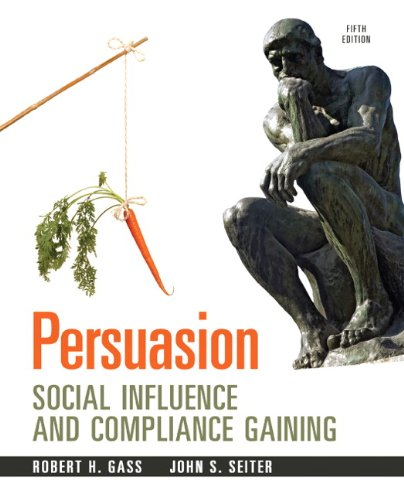 FIFTH
EDITION
Persuasion
SOCIAL INFLUENCE
AND COMPLIANCE GAINING
ROBERT H. GASS JOHN S. SEITER